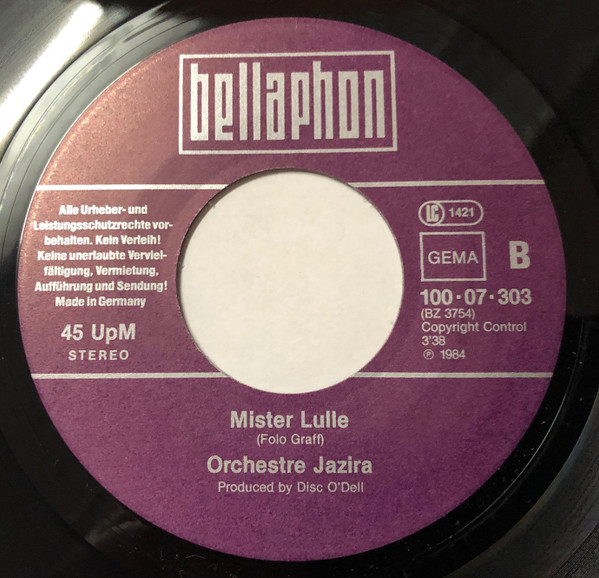 bellaphon
Alle Urheber- und
Leistungsschutzrechte vor-
behalten. Kein Verleih!
Keine unerlaubte Verviel-
fältigung, Vermietung,
Aufführung und Sendung!
Made in Germany
45 UpM
STEREO
LC 1421
GEMA
B
100·07·303
(BZ 3754)
Copyright Control
3'38
℗ 1984
Mister Lulle
(Folo Graff)
Orchestre Jazira
Produced by Disc O'Dell